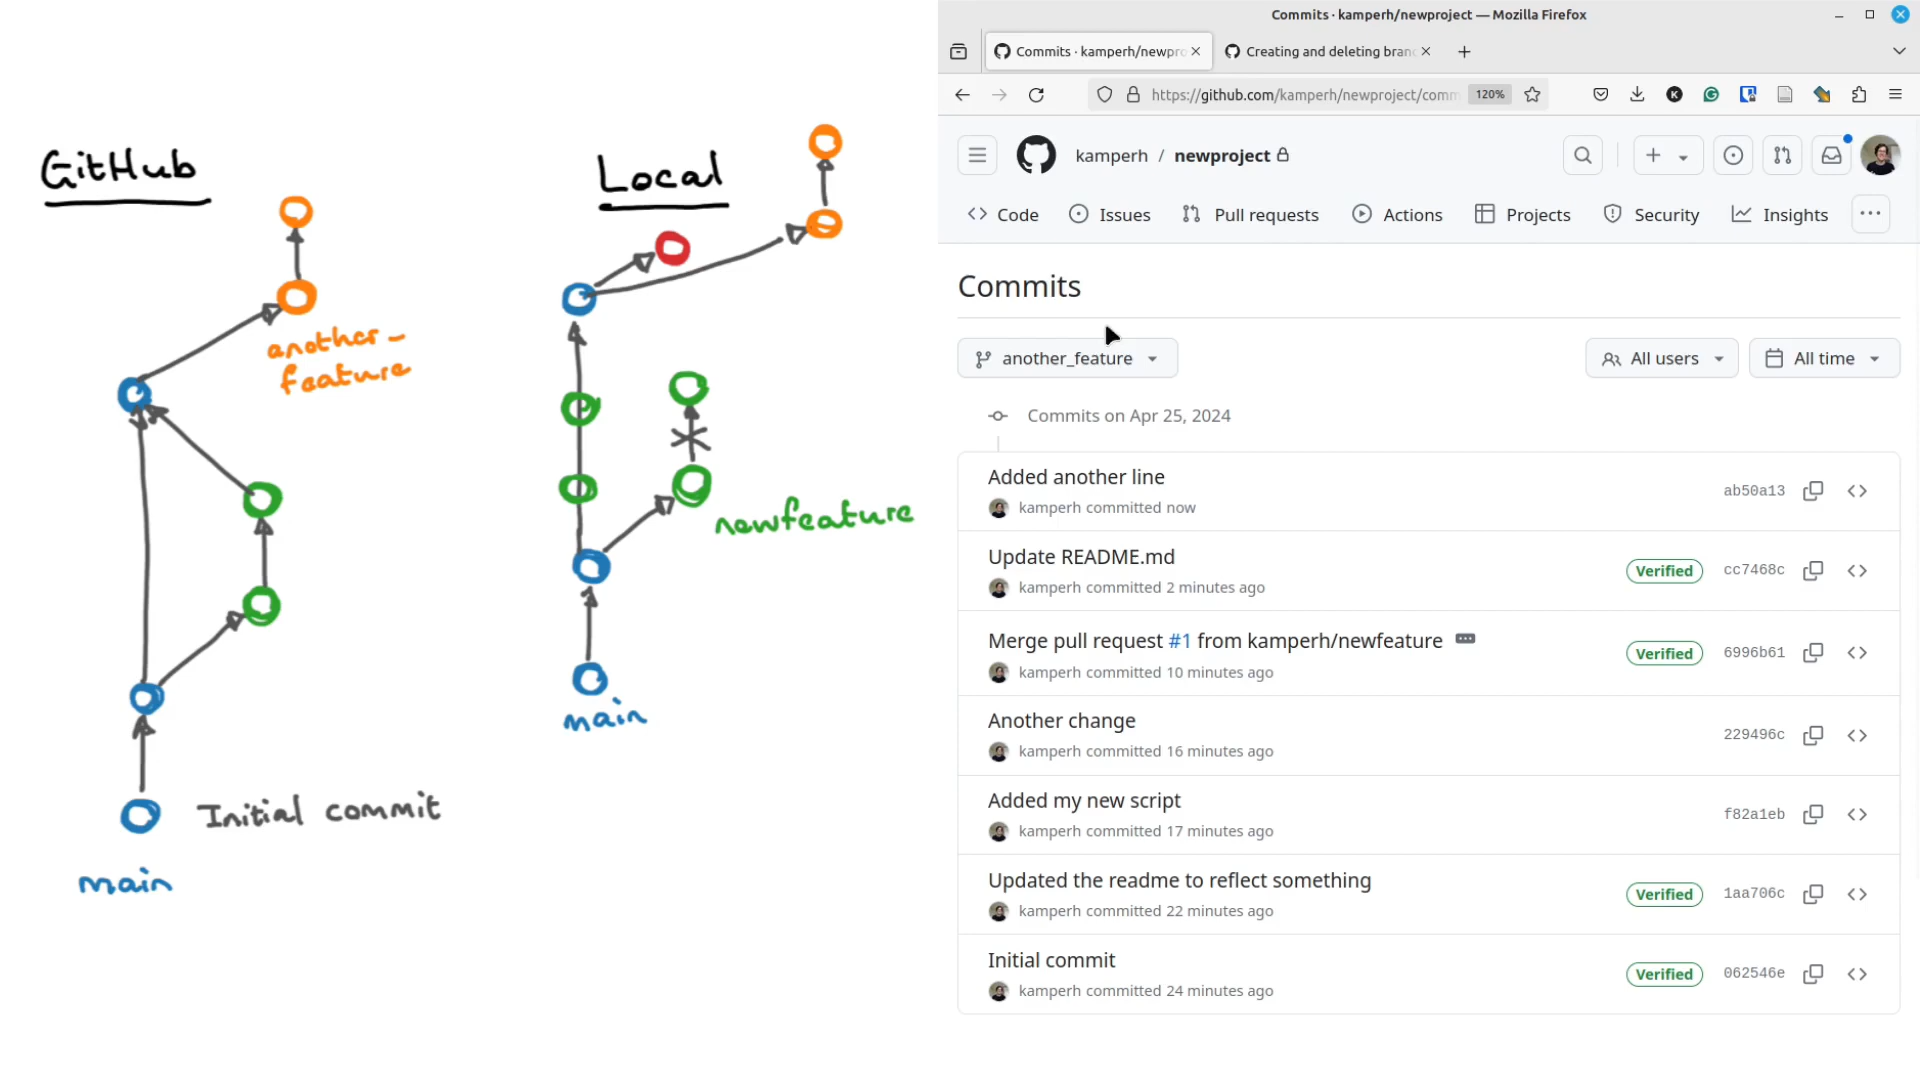 GitHub
another-
feature
Initial commit
main
Local
newfeature
main
Commits · kamperh/newproject — Mozilla Firefox
Commits · kamperh/newpro
Creating and deleting bran
https://github.com/kamperh/newproject/comm
120%
kamperh / newproject
Code
Issues
Pull requests
Actions
Projects
Security
Insights
Commits
another_feature
All users
All time
Commits on Apr 25, 2024
Added another line
kamperh committed now
ab50a13
Update README.md
kamperh committed 2 minutes ago
Verified
cc7468c
Merge pull request #1 from kamperh/newfeature
kamperh committed 10 minutes ago
Verified
6996b61
Another change
kamperh committed 16 minutes ago
229496c
Added my new script
kamperh committed 17 minutes ago
f82a1eb
Updated the readme to reflect something
kamperh committed 22 minutes ago
Verified
1aa706c
Initial commit
kamperh committed 24 minutes ago
Verified
062546e